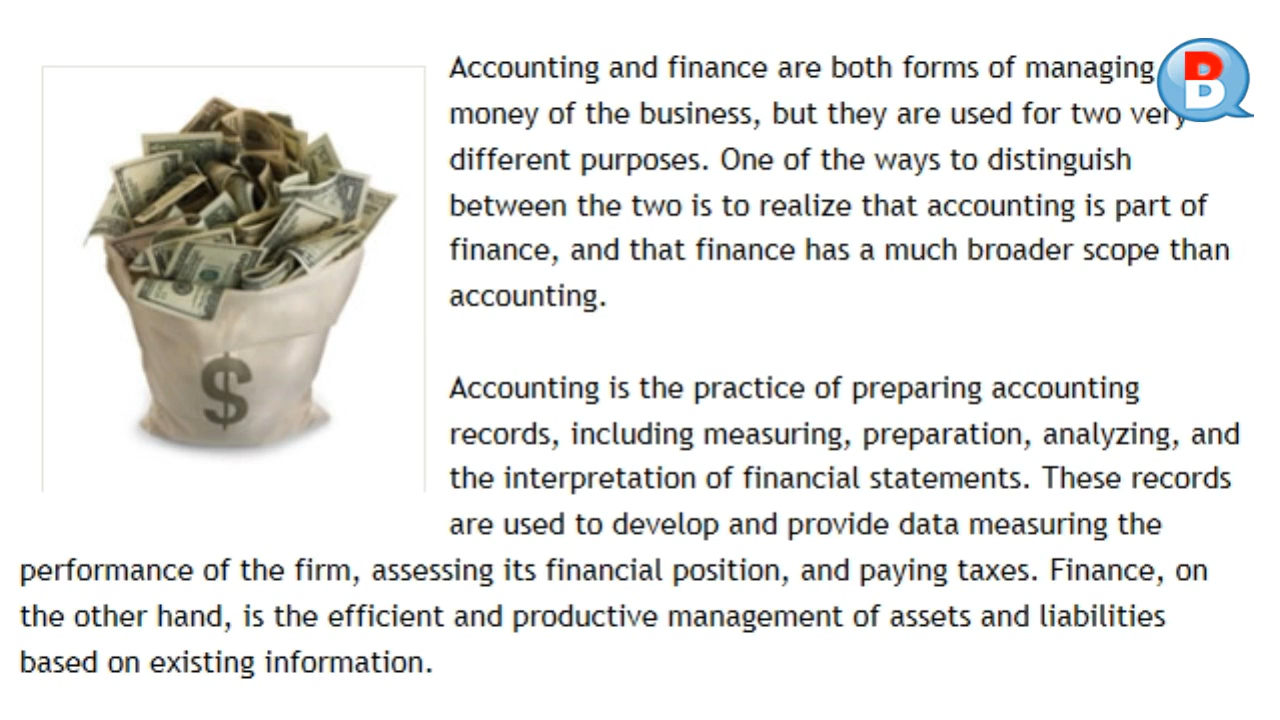 Accounting and finance are both forms of managing
money of the business, but they are used for two very
different purposes. One of the ways to distinguish
between the two is to realize that accounting is part of
finance, and that finance has a much broader scope than
accounting.
Accounting is the practice of preparing accounting
records, including measuring, preparation, analyzing, and
the interpretation of financial statements. These records
are used to develop and provide data measuring the
performance of the firm, assessing its financial position, and paying taxes. Finance, on
the other hand, is the efficient and productive management of assets and liabilities
based on existing information.
$
B